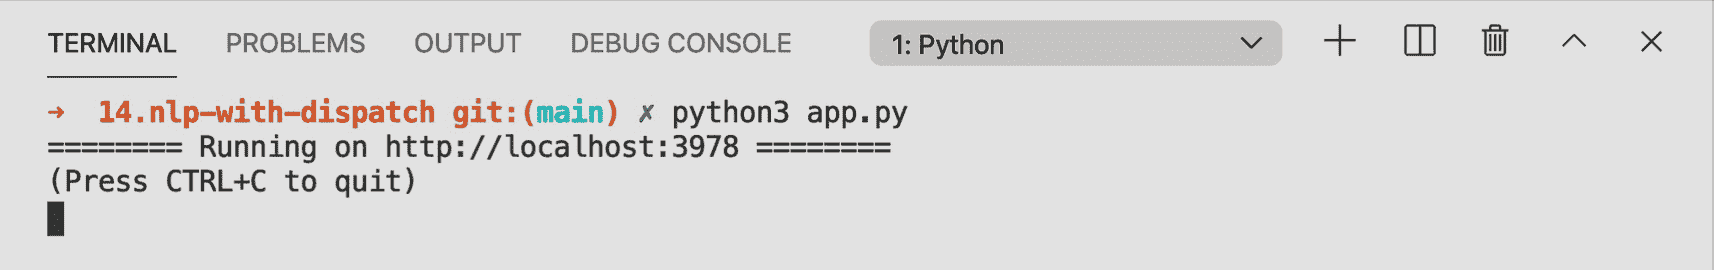 TERMINAL PROBLEMS OUTPUT DEBUG CONSOLE 1: Python
➜ 14.nlp-with-dispatch git:(main) ✗ python3 app.py
======== Running on http://localhost:3978 ========
(Press CTRL+C to quit)